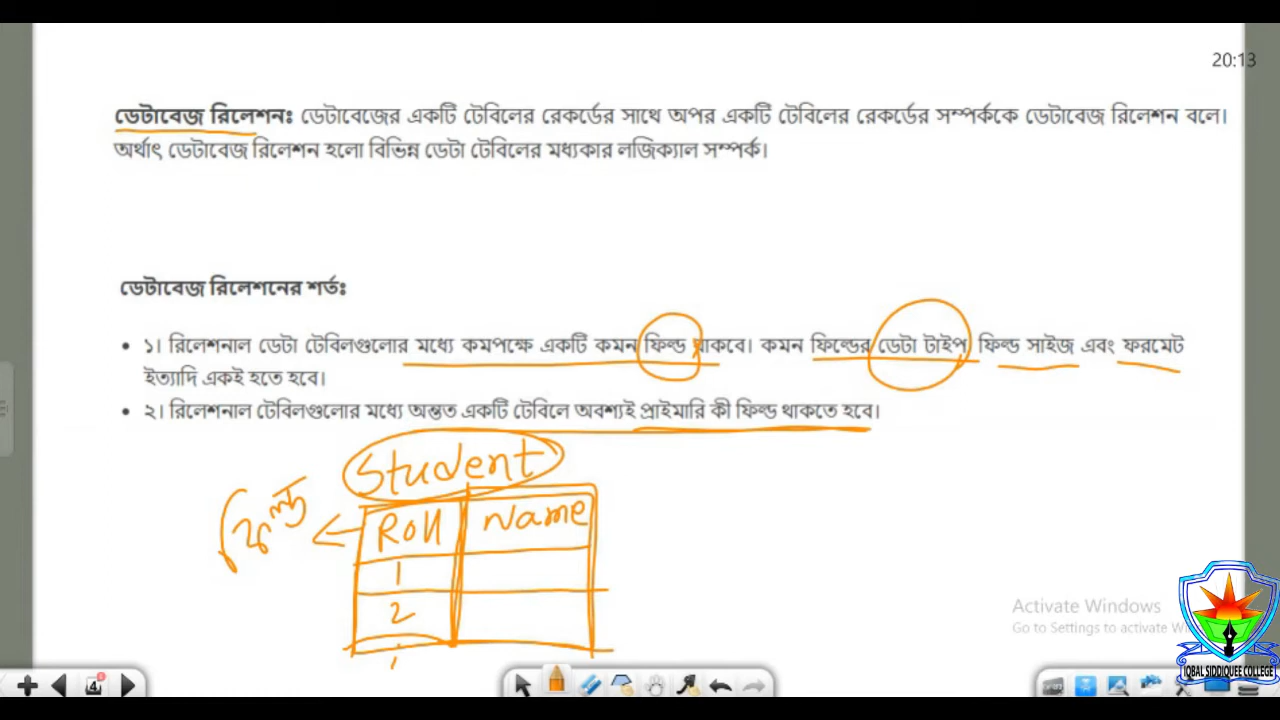 20:13
ডেটাবেজ রিলেশনঃ ডেটাবেজের একটি টেবিলের রেকর্ডের সাথে অপর একটি টেবিলের রেকর্ডের সম্পর্ককে ডেটাবেজ রিলেশন বলে।
অর্থাৎ ডেটাবেজ রিলেশন হলো বিভিন্ন ডেটা টেবিলের মধ্যকার লজিক্যাল সম্পর্ক।
ডেটাবেজ রিলেশনের শর্তঃ
• ১। রিলেশনাল ডেটা টেবিলগুলোর মধ্যে কমপক্ষে একটি কমন ফিল্ড থাকবে। কমন ফিল্ডের ডেটা টাইপ, ফিল্ড সাইজ এবং ফরমেট
ইত্যাদি একই হতে হবে।
• ২। রিলেশনাল টেবিলগুলোর মধ্যে অন্তত একটি টেবিলে অবশ্যই প্রাইমারি কী ফিল্ড থাকতে হবে।
Student
ফিল্ড
Roll Name
1
2
Activate Windows
Go to Settings to activate Wi
4
IQBAL SIDDIQUEE COLLEGE